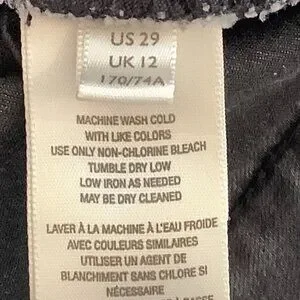 US 29
UK 12
170/74A
MACHINE WASH COLD
WITH LIKE COLORS
USE ONLY NON-CHLORINE BLEACH
TUMBLE DRY LOW
LOW IRON AS NEEDED
MAY BE DRY CLEANED
LAVER À LA MACHINE À L'EAU FROIDE
AVEC COULEURS SIMILAIRES
UTILISER UN AGENT DE
BLANCHIMENT SANS CHLORE SI
NÉCESSAIRE